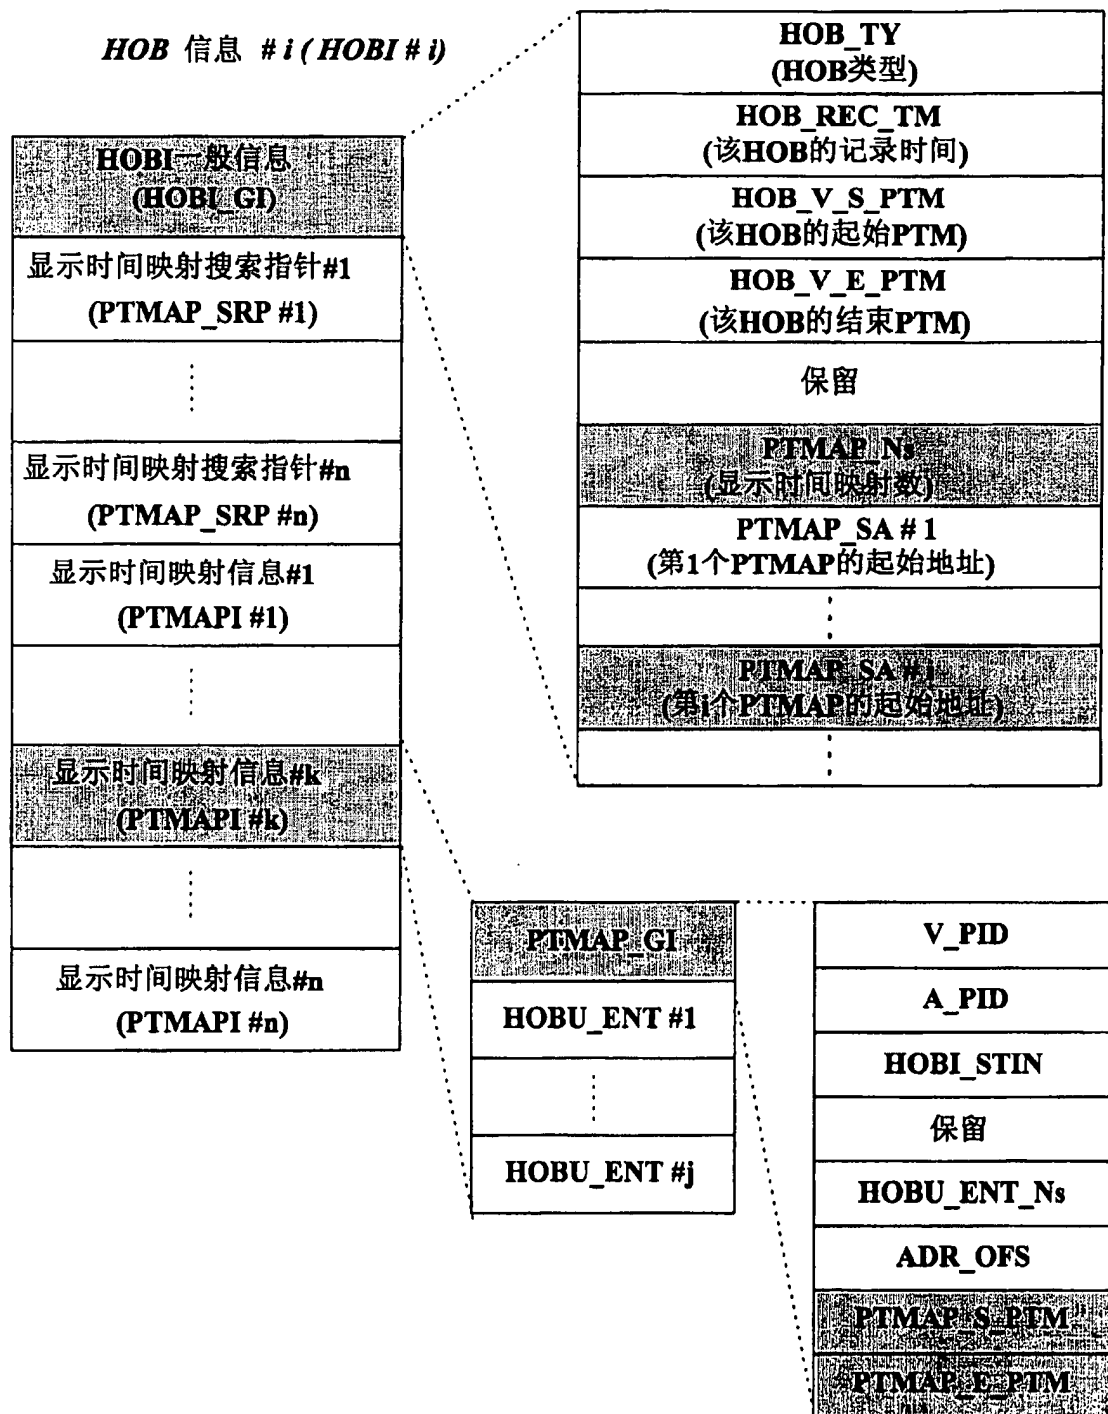 HOB 信息 # i ( HOBI # i)
HOBI一般信息
(HOBI_GI)
显示时间映射搜索指针#1
(PTMAP_SRP #1)
显示时间映射搜索指针#n
(PTMAP_SRP #n)
显示时间映射信息#1
(PTMAPI #1)
显示时间映射信息#k
(PTMAPI #k)
显示时间映射信息#n
(PTMAPI #n)
HOB_TY
(HOB类型)
HOB_REC_TM
(该HOB的记录时间)
HOB_V_S_PTM
(该HOB的起始PTM)
HOB_V_E_PTM
(该HOB的结束PTM)
保留
PTMAP_Ns
(显示时间映射数)
PTMAP_SA # 1
(第1个PTMAP的起始地址)
PTMAP_SA # i
(第i个PTMAP的起始地址)
PTMAP_GI
HOBU_ENT #1
HOBU_ENT #j
V_PID
A_PID
HOBI_STIN
保留
HOBU_ENT_Ns
ADR_OFS
PTMAP_S_PTM
PTMAP_E_PTM